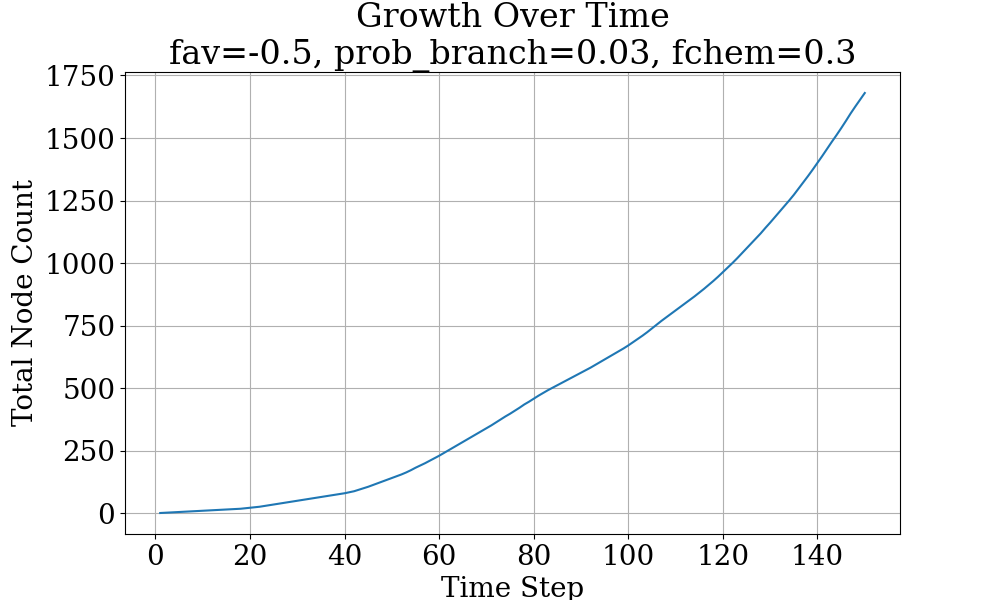 Growth Over Time
fav=-0.5, prob_branch=0.03, fchem=0.3
Total Node Count
1750
1500
1250
1000
750
500
250
0
0 20 40 60 80 100 120 140
Time Step